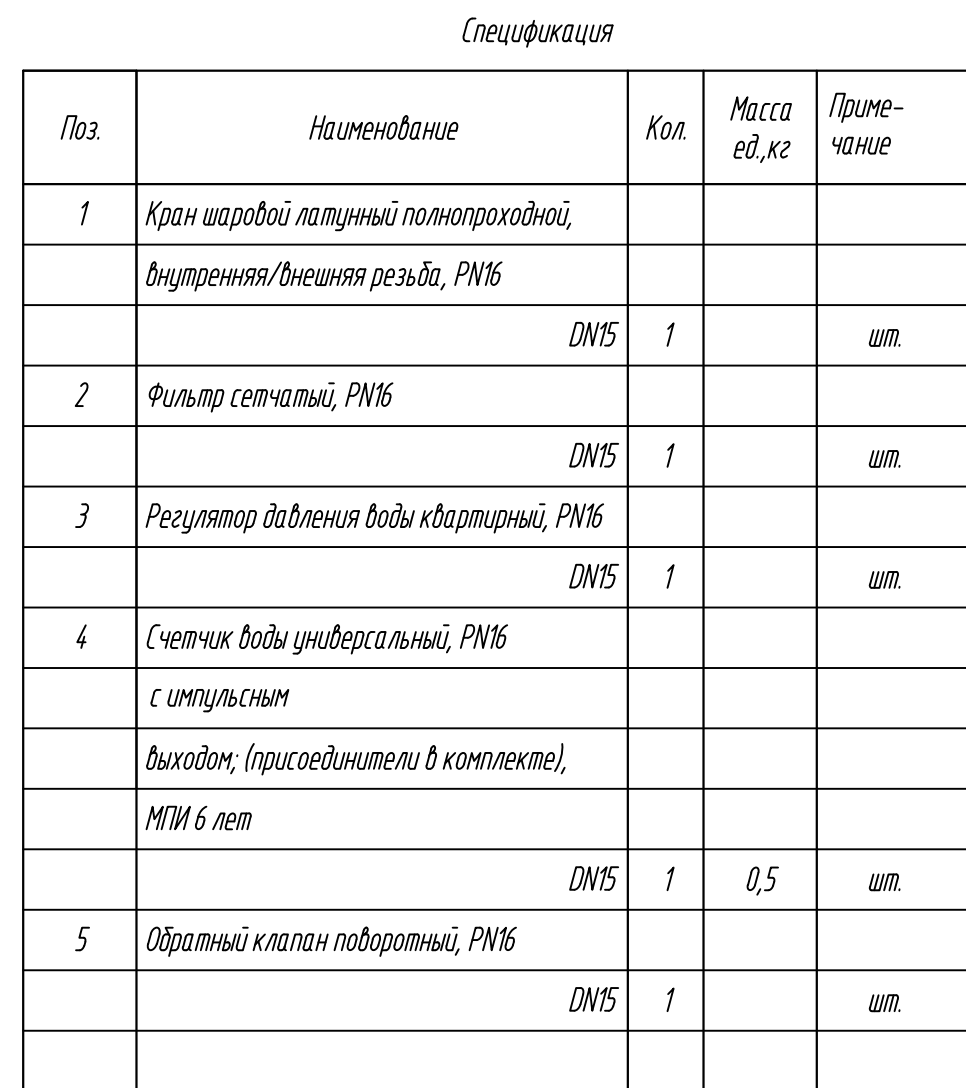 Спецификация
Поз. Наименование Кол. Масса ед.,кг Приме- чание
1 Кран шаровой латунный полнопроходной,
внутренняя/внешняя резьба, PN16
DN15 1 шт.
2 Фильтр сетчатый, PN16
DN15 1 шт.
3 Регулятор давления воды квартирный, PN16
DN15 1 шт.
4 Счетчик воды универсальный, PN16
с импульсным
выходом; (присоединители в комплекте),
МПИ 6 лет
DN15 1 0,5 шт.
5 Обратный клапан поворотный, PN16
DN15 1 шт.